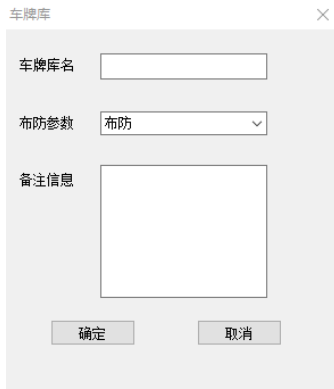 车牌库
车牌库名
布防参数 布防
备注信息
确定 取消